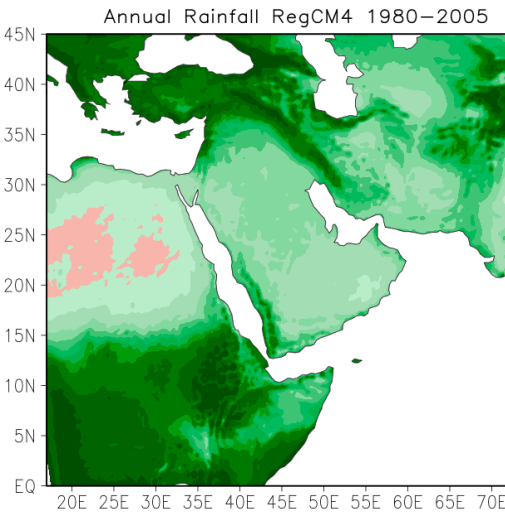 Annual Rainfall RegCM4 1980−2005
45N
40N
35N
30N
25N
20N
15N
10N
5N
EQ
20E 25E 30E 35E 40E 45E 50E 55E 60E 65E 70E